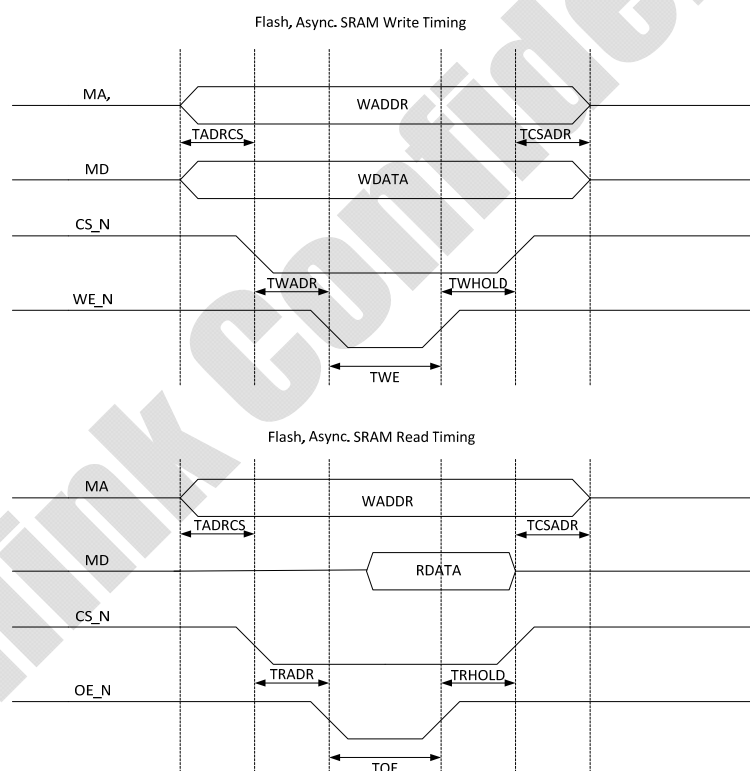 Flash, Async. SRAM Write Timing
MA,
WADDR
TADRCS
TCSADR
MD
WDATA
CS_N
TWADR
TWHOLD
WE_N
TWE
Flash, Async. SRAM Read Timing
MA
WADDR
TADRCS
TCSADR
MD
RDATA
CS_N
TRADR
TRHOLD
OE_N
TOE